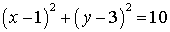 (x−1)² + (y−3)² = 10